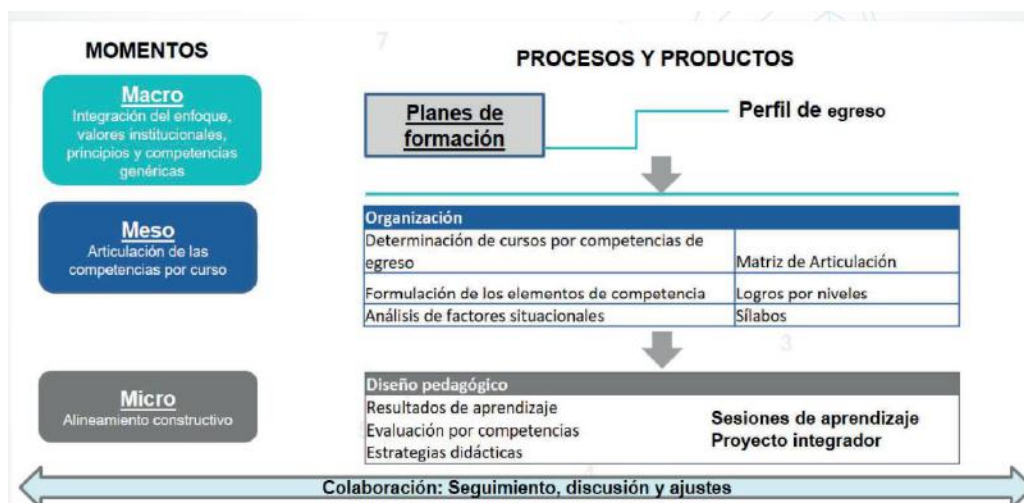 MOMENTOS
PROCESOS Y PRODUCTOS
7
Macro
Integración del enfoque,
valores institucionales,
principios y competencias
genéricas
Planes de
formación
Perfil de egreso
Meso
Articulación de las
competencias por curso
Organización
Determinación de cursos por competencias de
egreso
Matriz de Articulación
Formulación de los elementos de competencia
Logros por niveles
Análisis de factores situacionales
Sílabos
3
Micro
Alineamiento constructivo
Diseño pedagógico
Resultados de aprendizaje
Evaluación por competencias
Estrategias didácticas
Sesiones de aprendizaje
Proyecto integrador
Colaboración: Seguimiento, discusión y ajustes